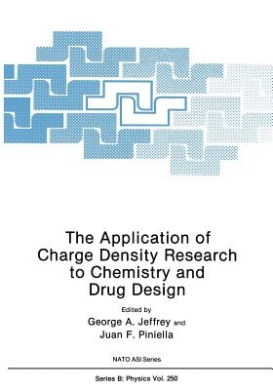 The Application of
Charge Density Research
to Chemistry and
Drug Design
Edited by
George A. Jeffrey and
Juan F. Piniella
NATO ASI Series
Series B: Physics Vol. 250